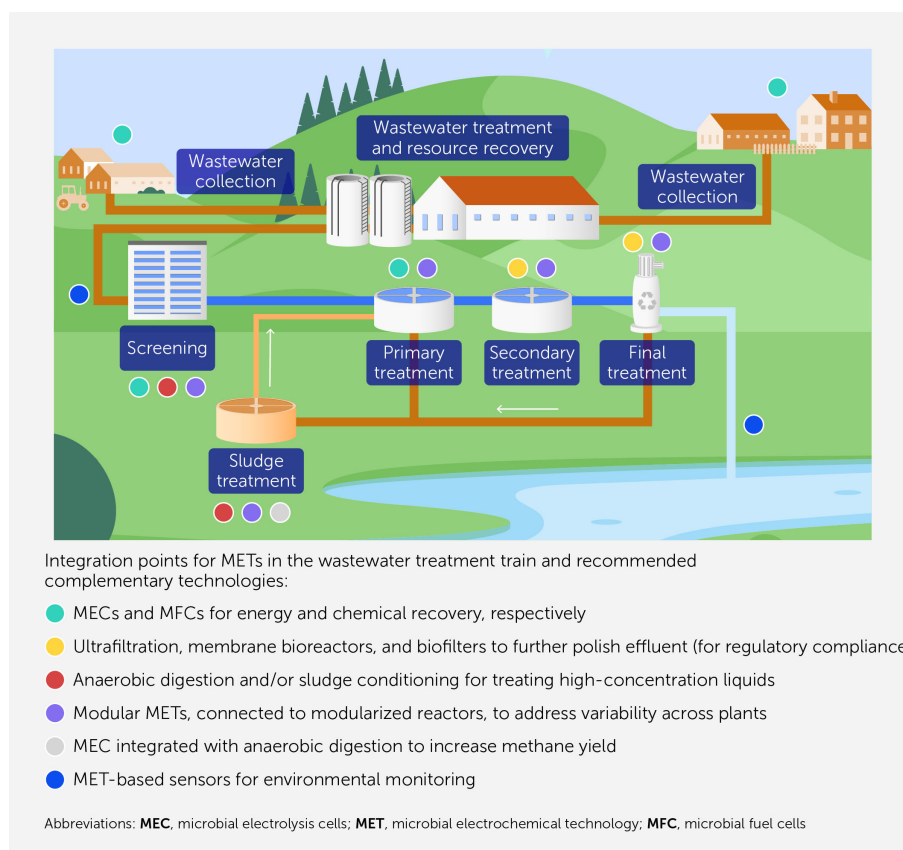 Wastewater treatment
and resource recovery
Wastewater
collection
Wastewater
collection
Screening
Primary
treatment
Secondary
treatment
Final
treatment
Sludge
treatment
Integration points for METs in the wastewater treatment train and recommended
complementary technologies:
MECs and MFCs for energy and chemical recovery, respectively
Ultrafiltration, membrane bioreactors, and biofilters to further polish effluent (for regulatory compliance
Anaerobic digestion and/or sludge conditioning for treating high-concentration liquids
Modular METs, connected to modularized reactors, to address variability across plants
MEC integrated with anaerobic digestion to increase methane yield
MET-based sensors for environmental monitoring
Abbreviations: MEC, microbial electrolysis cells; MET, microbial electrochemical technology; MFC, microbial fuel cells